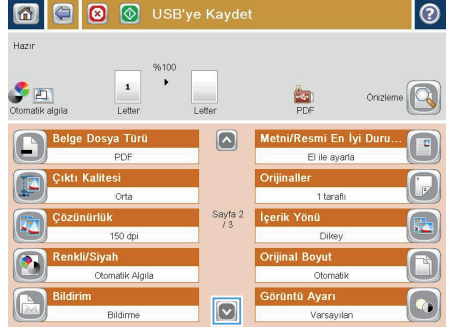 USB'ye Kaydet
Hazır
%100
1
Otomatik algıla
Letter
Letter
PDF
Önizleme
Belge Dosya Türü
PDF
Metni/Resmi En İyi Duru...
El ile ayarla
Çıktı Kalitesi
Orta
Orijinaller
1 taraflı
Çözünürlük
150 dpi
Sayfa 2
/ 3
İçerik Yönü
Dikey
Renkli/Siyah
Otomatik Algıla
Orijinal Boyut
Otomatik
Bildirim
Bildirme
Görüntü Ayarı
Varsayılan